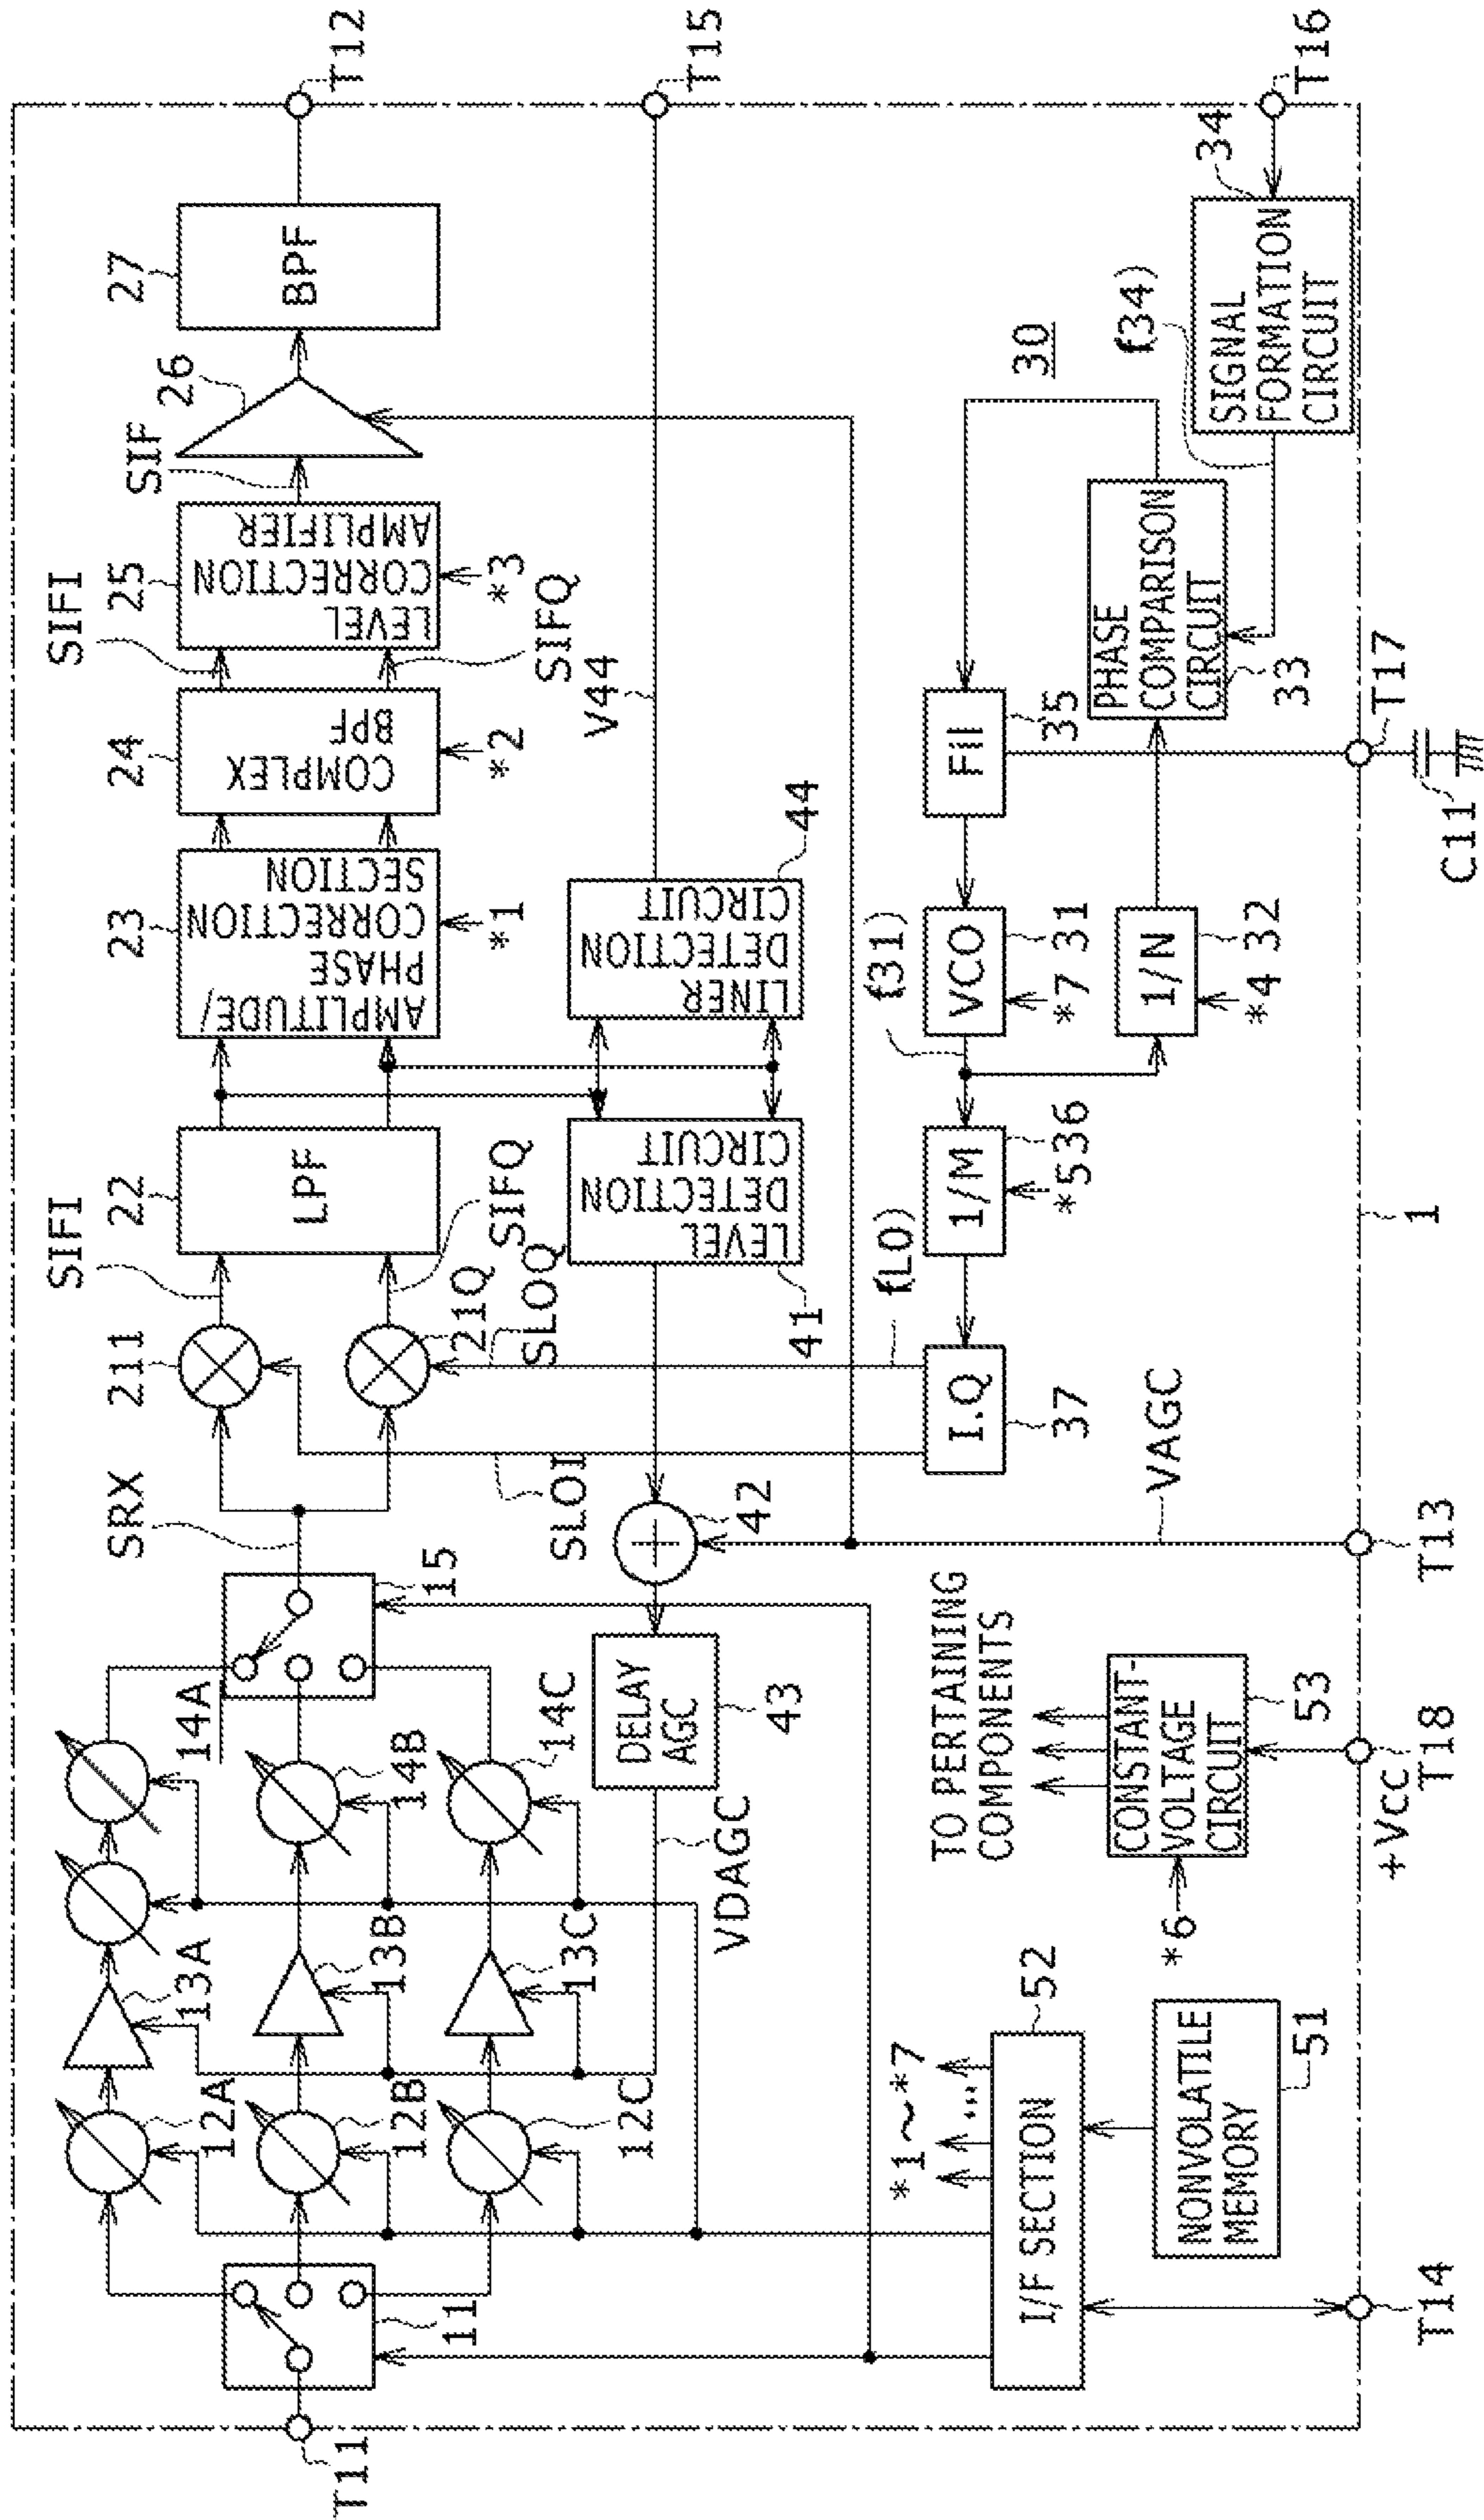 T11
11
12A
12B
12C
13A
13B
13C
14A
14B
14C
15
SRX
211
21Q
SIFI
SIFQ
SLOI
SLOQ
22
LPF
23
AMPLITUDE/
PHASE
CORRECTION
SECTION
*1
24
COMPLEX
BPF
*2
SIFI
SIFQ
25
LEVEL
CORRECTION
AMPLIFIER
*3
SIF
26
27
BPF
T12
VDAGC
DELAY
AGC
43
42
41
LEVEL
DETECTION
CIRCUIT
LINER
DETECTION
CIRCUIT
44
V44
T15
I.Q
37
f(LO)
1/M
*5
36
f(31)
VCO
*7
31
Fil
35
30
1/N
*4
32
PHASE
COMPARISON
CIRCUIT
33
f(34)
SIGNAL
FORMATION
CIRCUIT
34
T16
*1~*7
...
I/F SECTION
52
NONVOLATILE
MEMORY
51
TO PERTAINING
COMPONENTS
CONSTANT-
VOLTAGE
CIRCUIT
*6
53
VAGC
T14
+Vcc
T18
T13
1
T17
C11